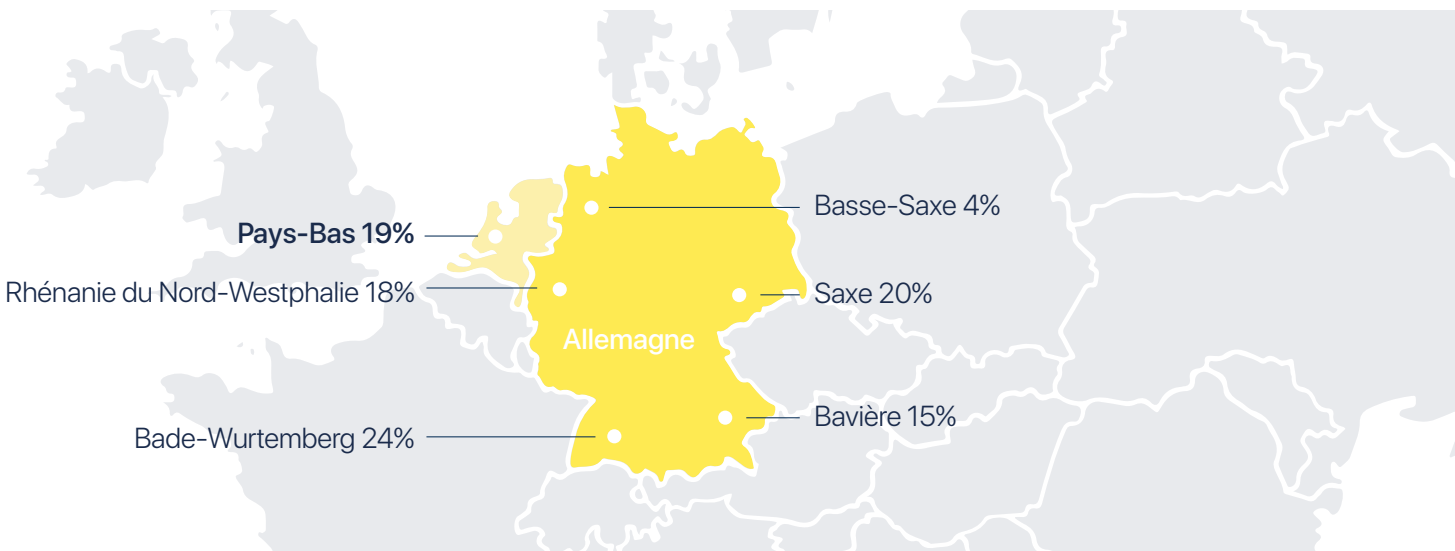 Basse-Saxe 4%
Pays-Bas 19%
Rhénanie du Nord-Westphalie 18%
Saxe 20%
Allemagne
Bavière 15%
Bade-Wurtemberg 24%